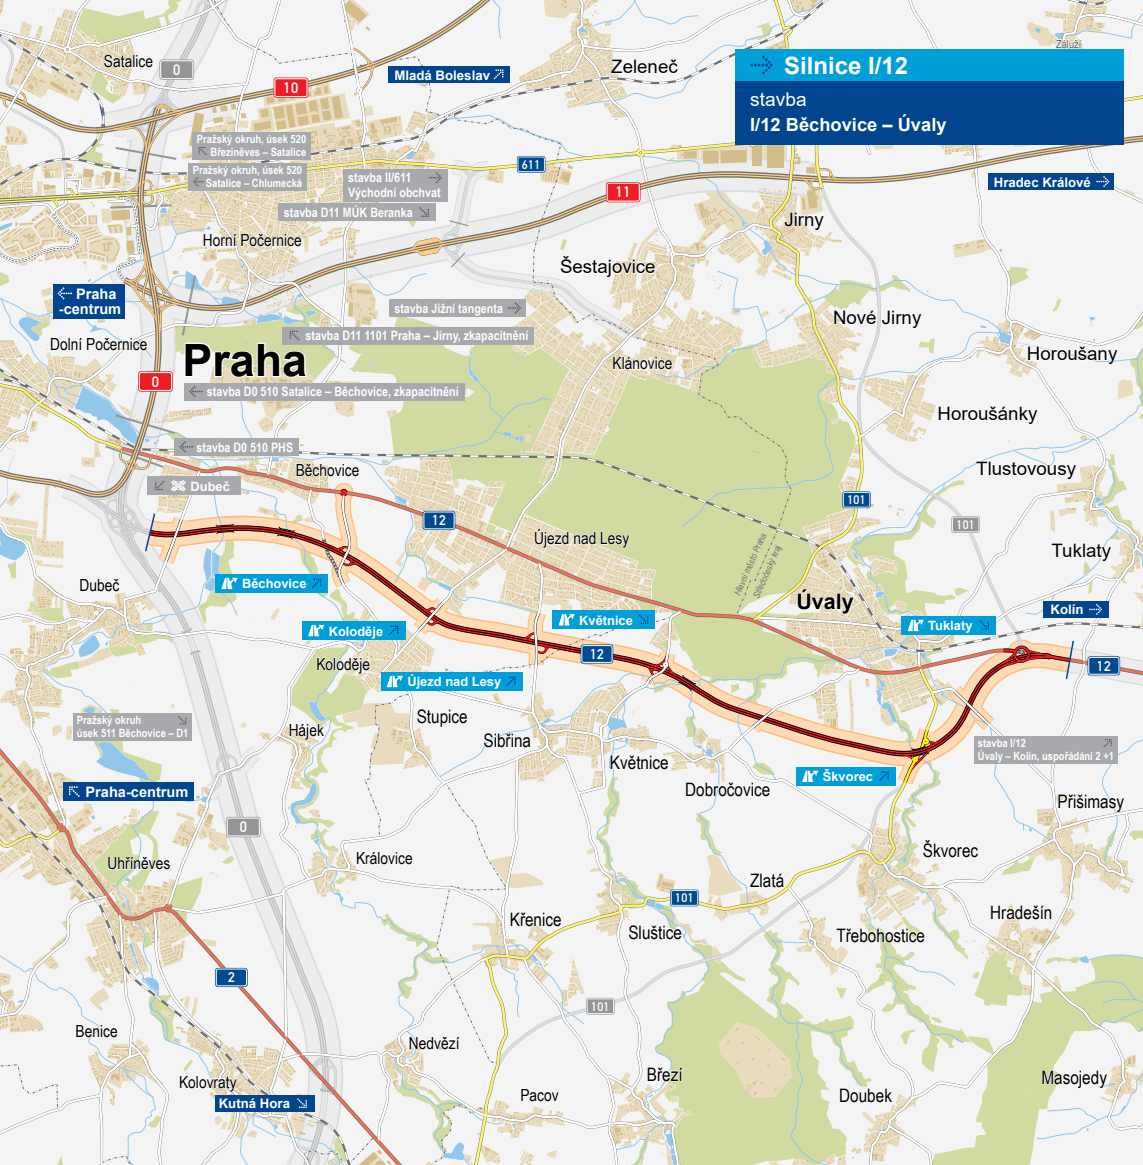 Silnice I/12
stavba
I/12 Běchovice – Úvaly
Záluží
Satalice
0
10
Mladá Boleslav
Zeleneč
Pražský okruh, úsek 520
Březiněves – Satalice
Pražský okruh, úsek 520
Satalice – Chlumecká
stavba II/611
Východní obchvat
611
11
Hradec Králové
stavba D11 MÚK Beranka
Jirny
Horní Počernice
Šestajovice
Praha
-centrum
stavba Jižní tangenta
Nové Jirny
stavba D11 1101 Praha – Jirny, zkapacitnění
Dolní Počernice
Praha
Klánovice
Horoušany
0
stavba D0 510 Satalice – Běchovice, zkapacitnění
Horoušánky
stavba D0 510 PHS
Běchovice
Tlustovousy
Dubeč
101
12
101
Újezd nad Lesy
Hlavní město Praha
Středočeský kraj
Tuklaty
Dubeč
Běchovice
Úvaly
Kolín
Květnice
Tuklaty
Koloděje
12
Koloděje
12
Újezd nad Lesy
Stupice
Pražský okruh
úsek 511 Běchovice – D1
Hájek
Sibřina
Květnice
stavba I/12
Úvaly – Kolín, uspořádání 2 +1
Škvorec
Dobročovice
Praha-centrum
Přišimasy
0
Uhříněves
Královice
Škvorec
Zlatá
101
Křenice
Sluštice
Hradešín
Třebohostice
2
101
Benice
Nedvězí
Kolovraty
Březí
Masojedy
Pacov
Doubek
Kutná Hora